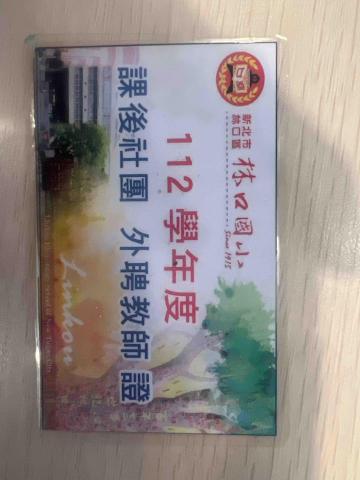 新北市
林口區
林口國小
Since 1915
112 學年度
課後社團 外聘教師 證
Linkou